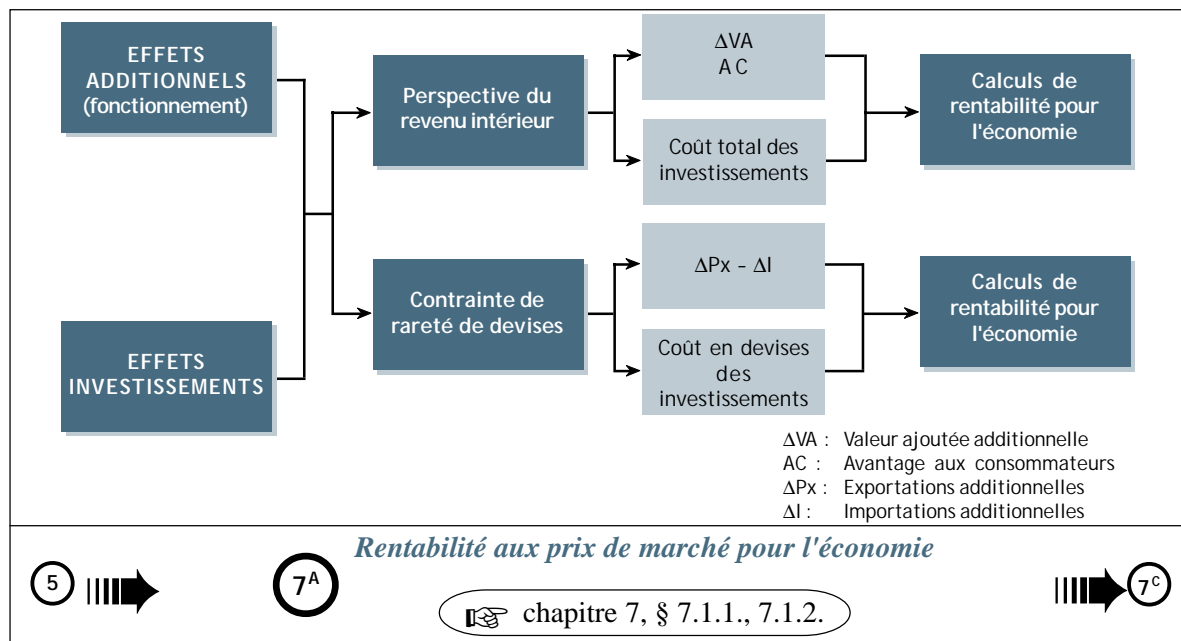 EFFETS
ADDITIONNELS
(fonctionnement)
EFFETS
INVESTISSEMENTS
Perspective du
revenu intérieur
Contrainte de
rareté de devises
ΔVA
AC
Coût total des
investissements
ΔPx - ΔI
Coût en devises
des
investissements
Calculs de
rentabilité pour
l'économie
Calculs de
rentabilité pour
l'économie
ΔVA : Valeur ajoutée additionnelle
AC : Avantage aux consommateurs
ΔPx : Exportations additionnelles
ΔI : Importations additionnelles
Rentabilité aux prix de marché pour l'économie
5
7A
7C
☞ chapitre 7, § 7.1.1., 7.1.2.